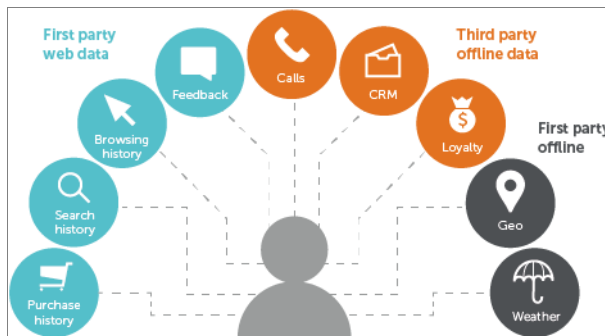 First party
web data
Third party
offline data
First party
offline
Calls
Feedback
CRM
Browsing
history
Loyalty
$
Search
history
Geo
Purchase
history
Weather